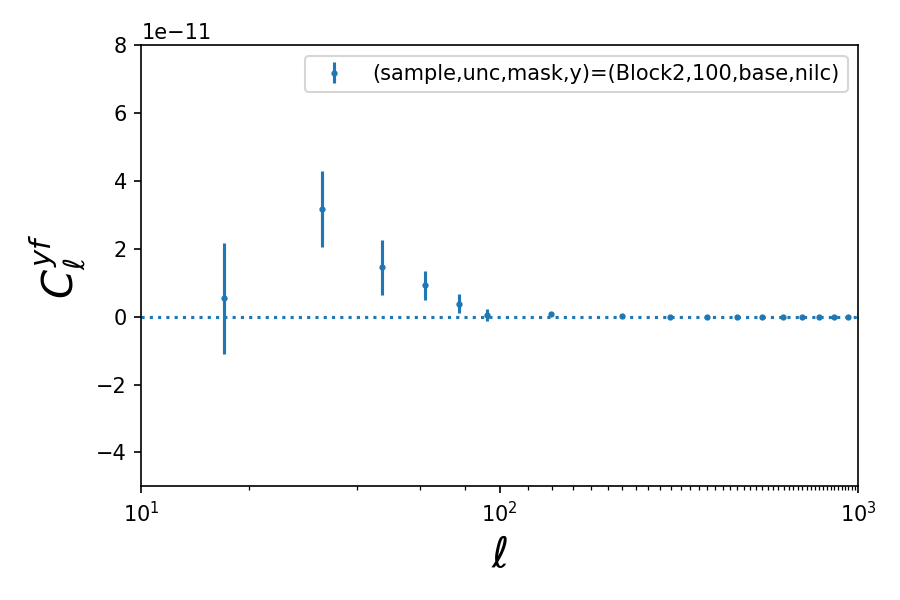 1e−11
8
(sample,unc,mask,y)=(Block2,100,base,nilc)
6
4
2
0
−2
−4
C_ℓ^{yf}
10^1
10^2
10^3
ℓ